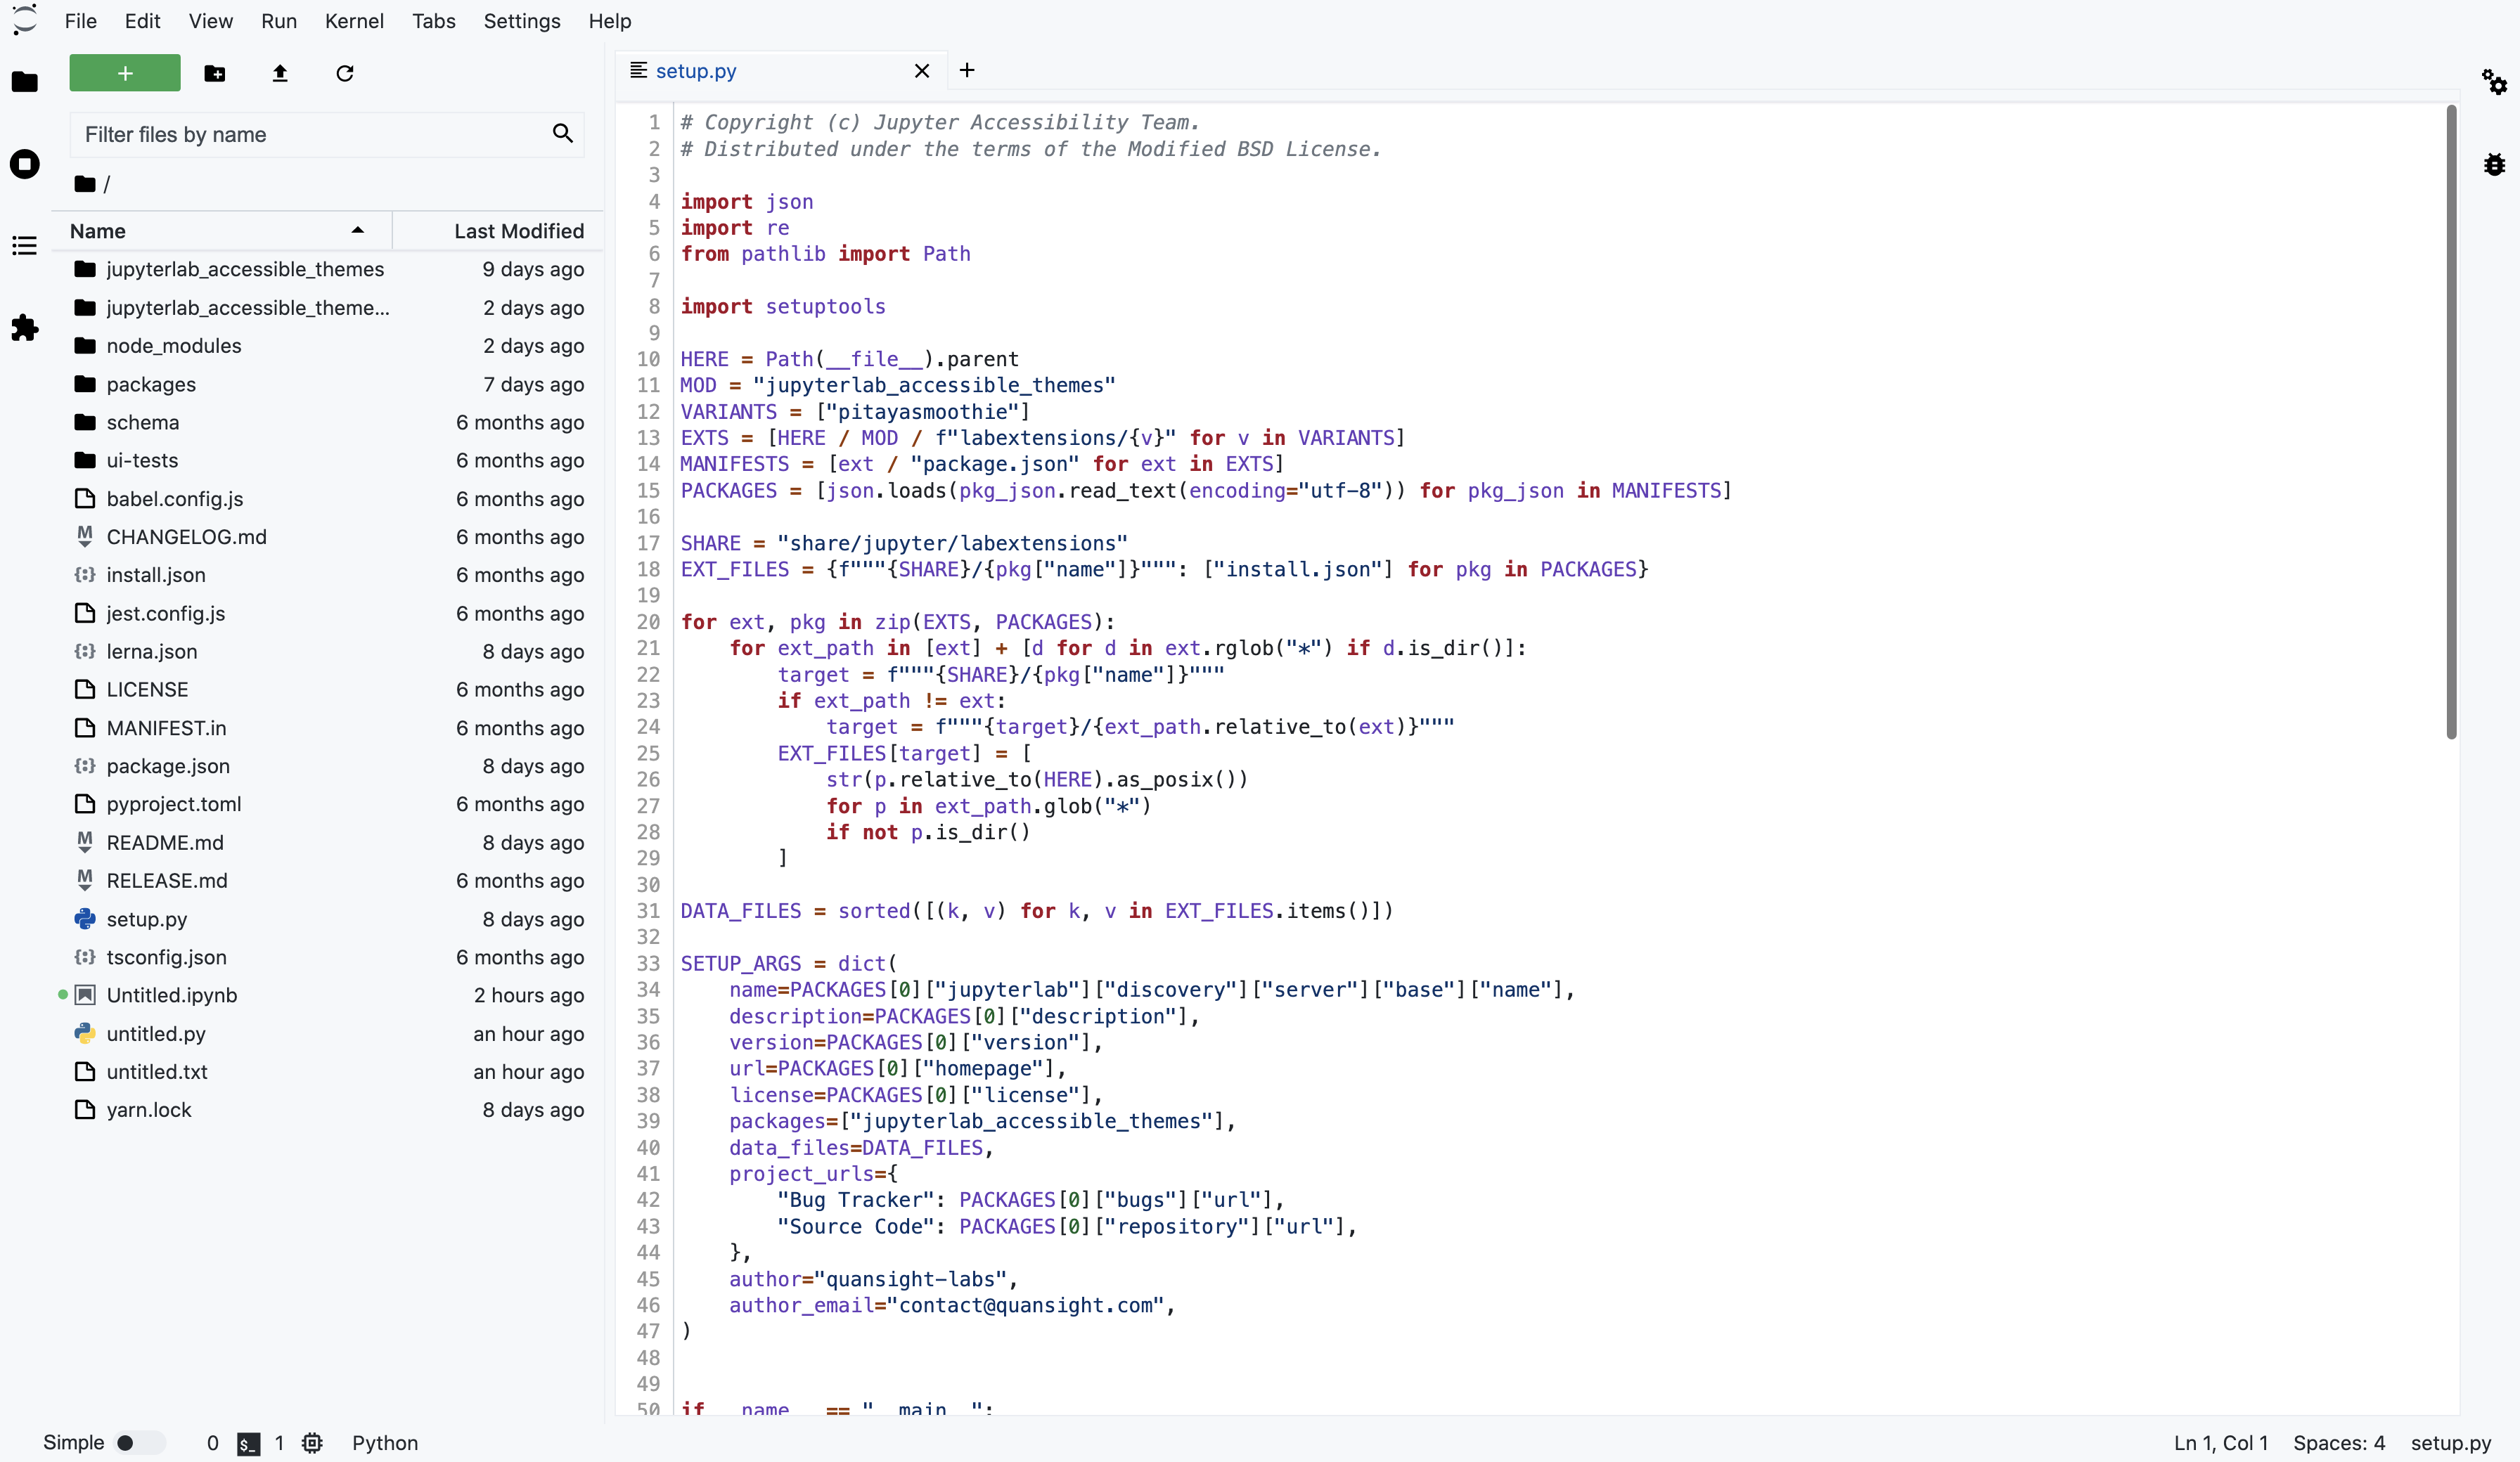 File Edit View Run Kernel Tabs Settings Help
+
Filter files by name
/
Name Last Modified
jupyterlab_accessible_themes 9 days ago
jupyterlab_accessible_theme... 2 days ago
node_modules 2 days ago
packages 7 days ago
schema 6 months ago
ui-tests 6 months ago
babel.config.js 6 months ago
CHANGELOG.md 6 months ago
install.json 6 months ago
jest.config.js 6 months ago
lerna.json 8 days ago
LICENSE 6 months ago
MANIFEST.in 6 months ago
package.json 8 days ago
pyproject.toml 6 months ago
README.md 8 days ago
RELEASE.md 6 months ago
setup.py 8 days ago
tsconfig.json 6 months ago
Untitled.ipynb 2 hours ago
untitled.py an hour ago
untitled.txt an hour ago
yarn.lock 8 days ago
setup.py
1 # Copyright (c) Jupyter Accessibility Team.
2 # Distributed under the terms of the Modified BSD License.
3
4 import json
5 import re
6 from pathlib import Path
7
8 import setuptools
9
10 HERE = Path(__file__).parent
11 MOD = "jupyterlab_accessible_themes"
12 VARIANTS = ["pitayasmoothie"]
13 EXTS = [HERE / MOD / f"labextensions/{v}" for v in VARIANTS]
14 MANIFESTS = [ext / "package.json" for ext in EXTS]
15 PACKAGES = [json.loads(pkg_json.read_text(encoding="utf-8")) for pkg_json in MANIFESTS]
16
17 SHARE = "share/jupyter/labextensions"
18 EXT_FILES = {f"""{SHARE}/{pkg["name"]}""": ["install.json"] for pkg in PACKAGES}
19
20 for ext, pkg in zip(EXTS, PACKAGES):
21     for ext_path in [ext] + [d for d in ext.rglob("*") if d.is_dir()]:
22         target = f"""{SHARE}/{pkg["name"]}"""
23         if ext_path != ext:
24             target = f"""{target}/{ext_path.relative_to(ext)}"""
25         EXT_FILES[target] = [
26             str(p.relative_to(HERE).as_posix())
27             for p in ext_path.glob("*")
28             if not p.is_dir()
29         ]
30
31 DATA_FILES = sorted([(k, v) for k, v in EXT_FILES.items()])
32
33 SETUP_ARGS = dict(
34     name=PACKAGES[0]["jupyterlab"]["discovery"]["server"]["base"]["name"],
35     description=PACKAGES[0]["description"],
36     version=PACKAGES[0]["version"],
37     url=PACKAGES[0]["homepage"],
38     license=PACKAGES[0]["license"],
39     packages=["jupyterlab_accessible_themes"],
40     data_files=DATA_FILES,
41     project_urls={
42         "Bug Tracker": PACKAGES[0]["bugs"]["url"],
43         "Source Code": PACKAGES[0]["repository"]["url"],
44     },
45     author="quansight-labs",
46     author_email="contact@quansight.com",
47 )
48
49
50 if __name__ == "__main__":
Simple 0 $_ 1 Python Ln 1, Col 1 Spaces: 4 setup.py